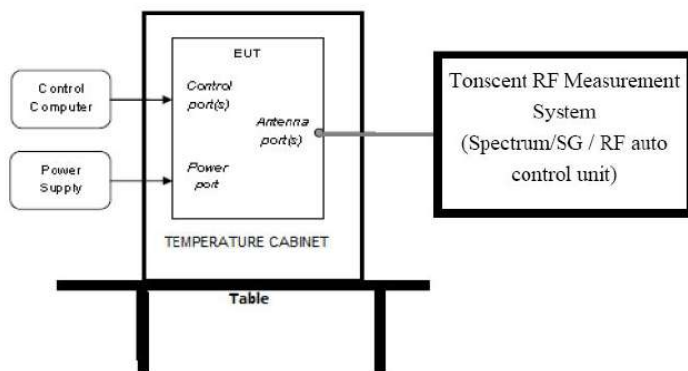 Control
Computer
Power
Supply
EUT
Control
port(s)
Antenna
port(s)
Power
port
TEMPERATURE CABINET
Table
Tonscent RF Measurement
System
(Spectrum/SG / RF auto
control unit)